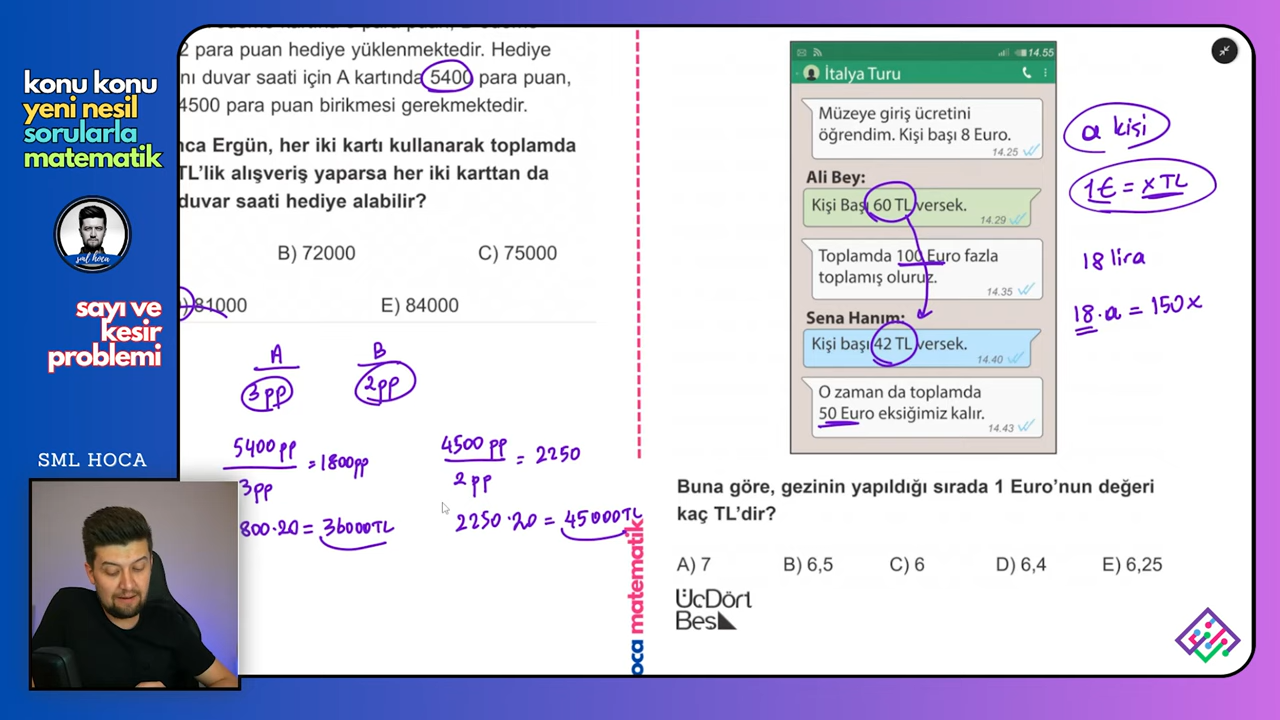 konu konu
yeni nesil
sorularla
matematik
sml hoca
sayı ve
kesir
problemi
SML HOCA
2 para puan hediye yüklenmektedir. Hediye
nı duvar saati için A kartında 5400 para puan,
4500 para puan birikmesi gerekmektedir.
nca Ergün, her iki kartı kullanarak toplamda
TL'lik alışveriş yaparsa her iki karttan da
duvar saati hediye alabilir?
B) 72000 C) 75000
) 81000 E) 84000
A B
3pp 2pp
5400 pp / 3pp = 1800pp
4500 pp / 2 pp = 2250
800·20 = 36000TL
2250·20 = 45000TL
oca matematik
14.55
İtalya Turu
Müzeye giriş ücretini
öğrendim. Kişi başı 8 Euro.
14.25
Ali Bey:
Kişi Başı 60 TL versek.
14.29
Toplamda 100 Euro fazla
toplamış oluruz.
14.35
Sena Hanım:
Kişi başı 42 TL versek.
14.40
O zaman da toplamda
50 Euro eksiğimiz kalır.
14.43
a kişi
1€ = x TL
18 lira
18·a = 150x
Buna göre, gezinin yapıldığı sırada 1 Euro'nun değeri
kaç TL'dir?
A) 7 B) 6,5 C) 6 D) 6,4 E) 6,25
ÜçDört
Beş